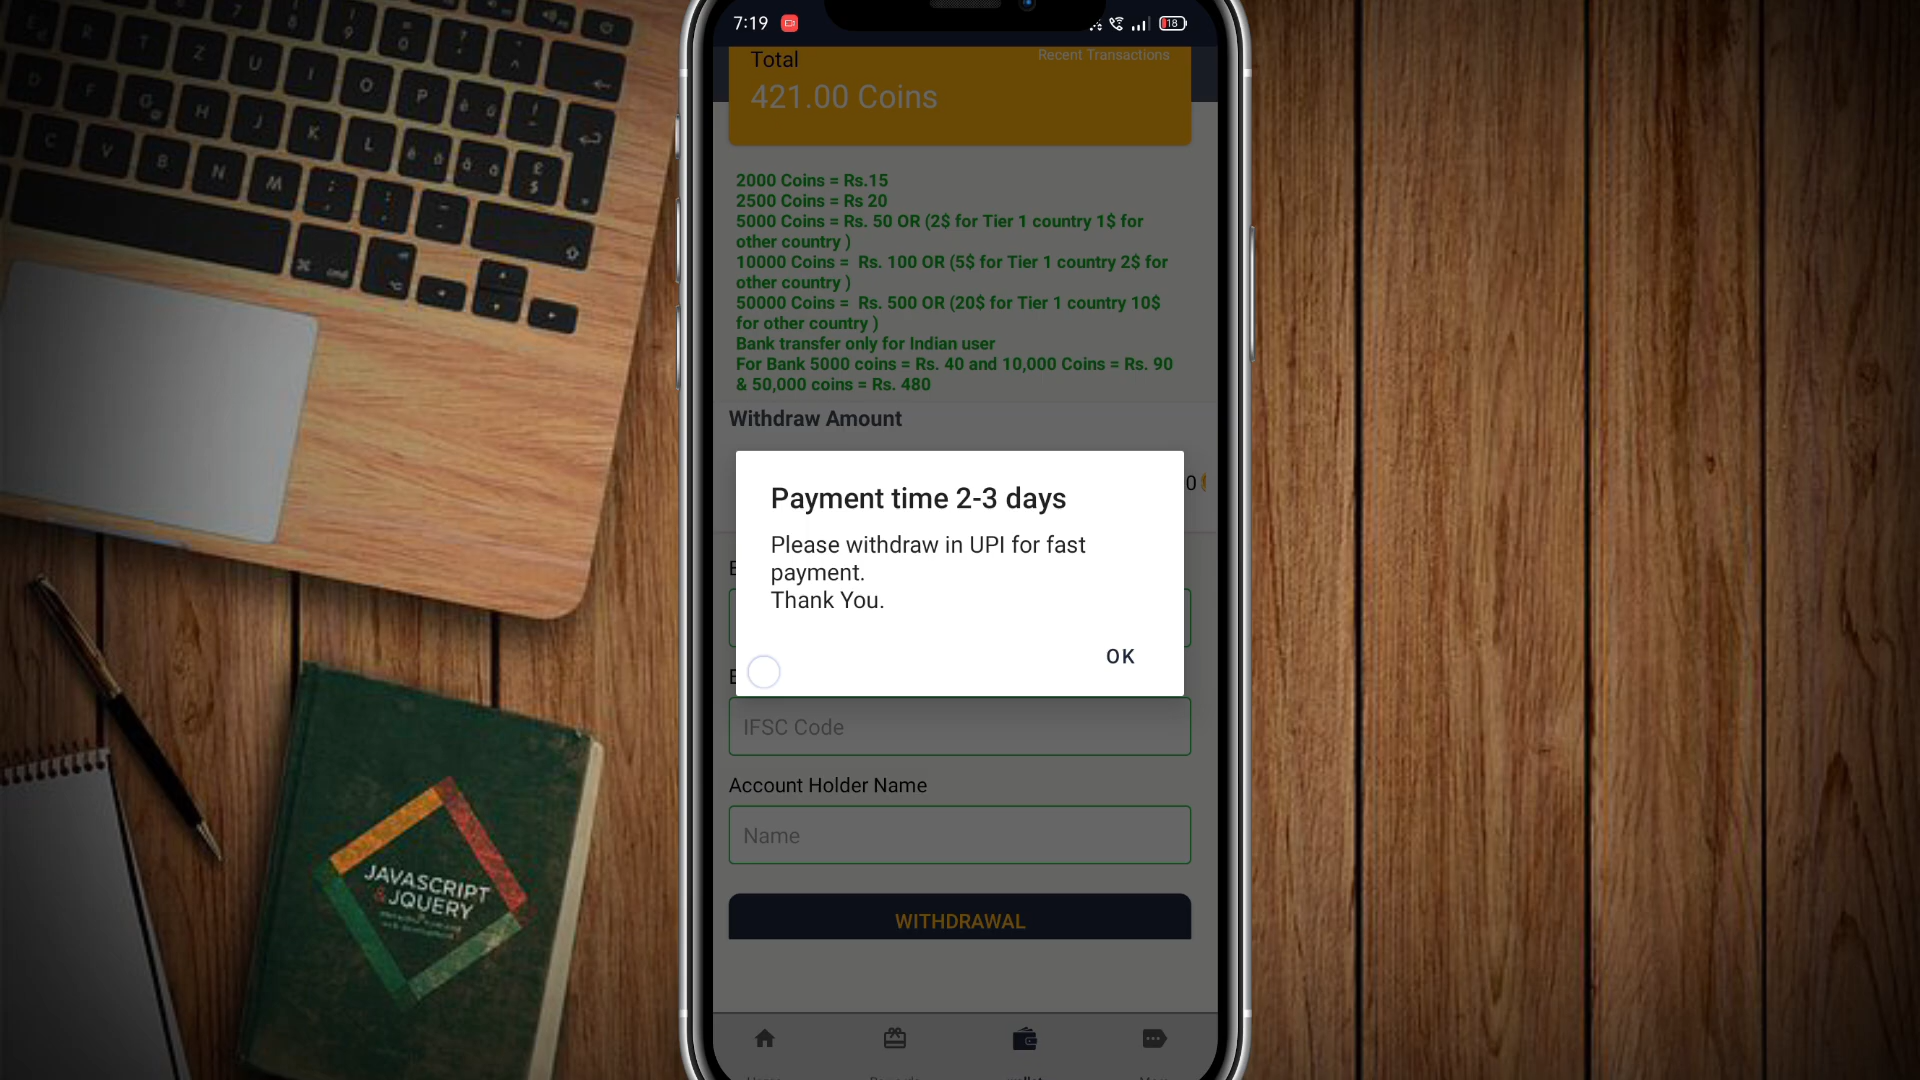 7:19
18
Total
Recent Transactions
421.00 Coins
2000 Coins = Rs.15
2500 Coins = Rs 20
5000 Coins = Rs. 50 OR (2$ for Tier 1 country 1$ for
other country )
10000 Coins =  Rs. 100 OR (5$ for Tier 1 country 2$ for
other country )
50000 Coins =  Rs. 500 OR (20$ for Tier 1 country 10$
for other country )
Bank transfer only for Indian user
For Bank 5000 coins = Rs. 40 and 10,000 Coins = Rs. 90
& 50,000 coins = Rs. 480
Withdraw Amount
0
Payment time 2-3 days
Please withdraw in UPI for fast
payment.
Thank You.
OK
IFSC Code
Account Holder Name
Name
WITHDRAWAL
JAVASCRIPT
& JQUERY
cmd